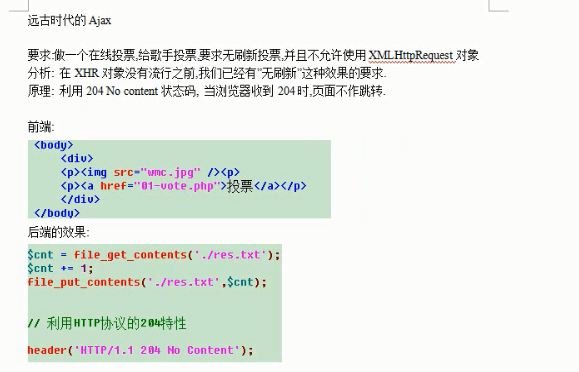 远古时代的 Ajax
要求:做一个在线投票,给歌手投票,要求无刷新投票,并且不允许使用 XMLHttpRequest 对象
分析: 在 XHR 对象没有流行之前,我们已经有"无刷新"这种效果的要求.
原理: 利用 204 No content 状态码, 当浏览器收到 204 时,页面不作跳转.
前端:
<body>
<div>
<p><img src="wmc.jpg" /><p>
<p><a href="01-vote.php">投票</a></p>
</div>
</body>
后端的效果:
$cnt = file_get_contents('./res.txt');
$cnt += 1;
file_put_contents('./res.txt',$cnt);
// 利用HTTP协议的204特性
header('HTTP/1.1 204 No Content');